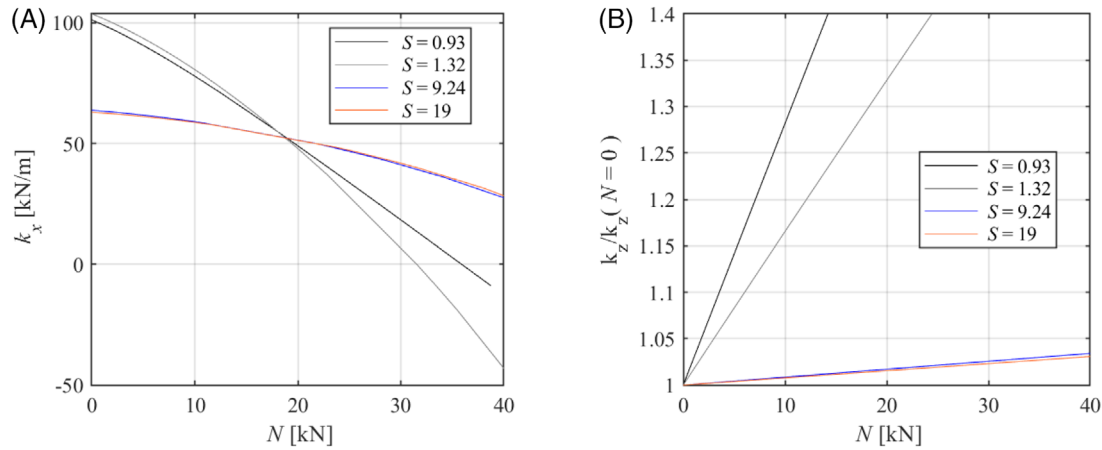 (A)
100
50
0
-50
k_x [kN/m]
S = 0.93
S = 1.32
S = 9.24
S = 19
0 10 20 30 40
N [kN]
(B)
1.4
1.35
1.3
1.25
1.2
1.15
1.1
1.05
1
k_z/k_z( N = 0 )
S = 0.93
S = 1.32
S = 9.24
S = 19
0 10 20 30 40
N [kN]